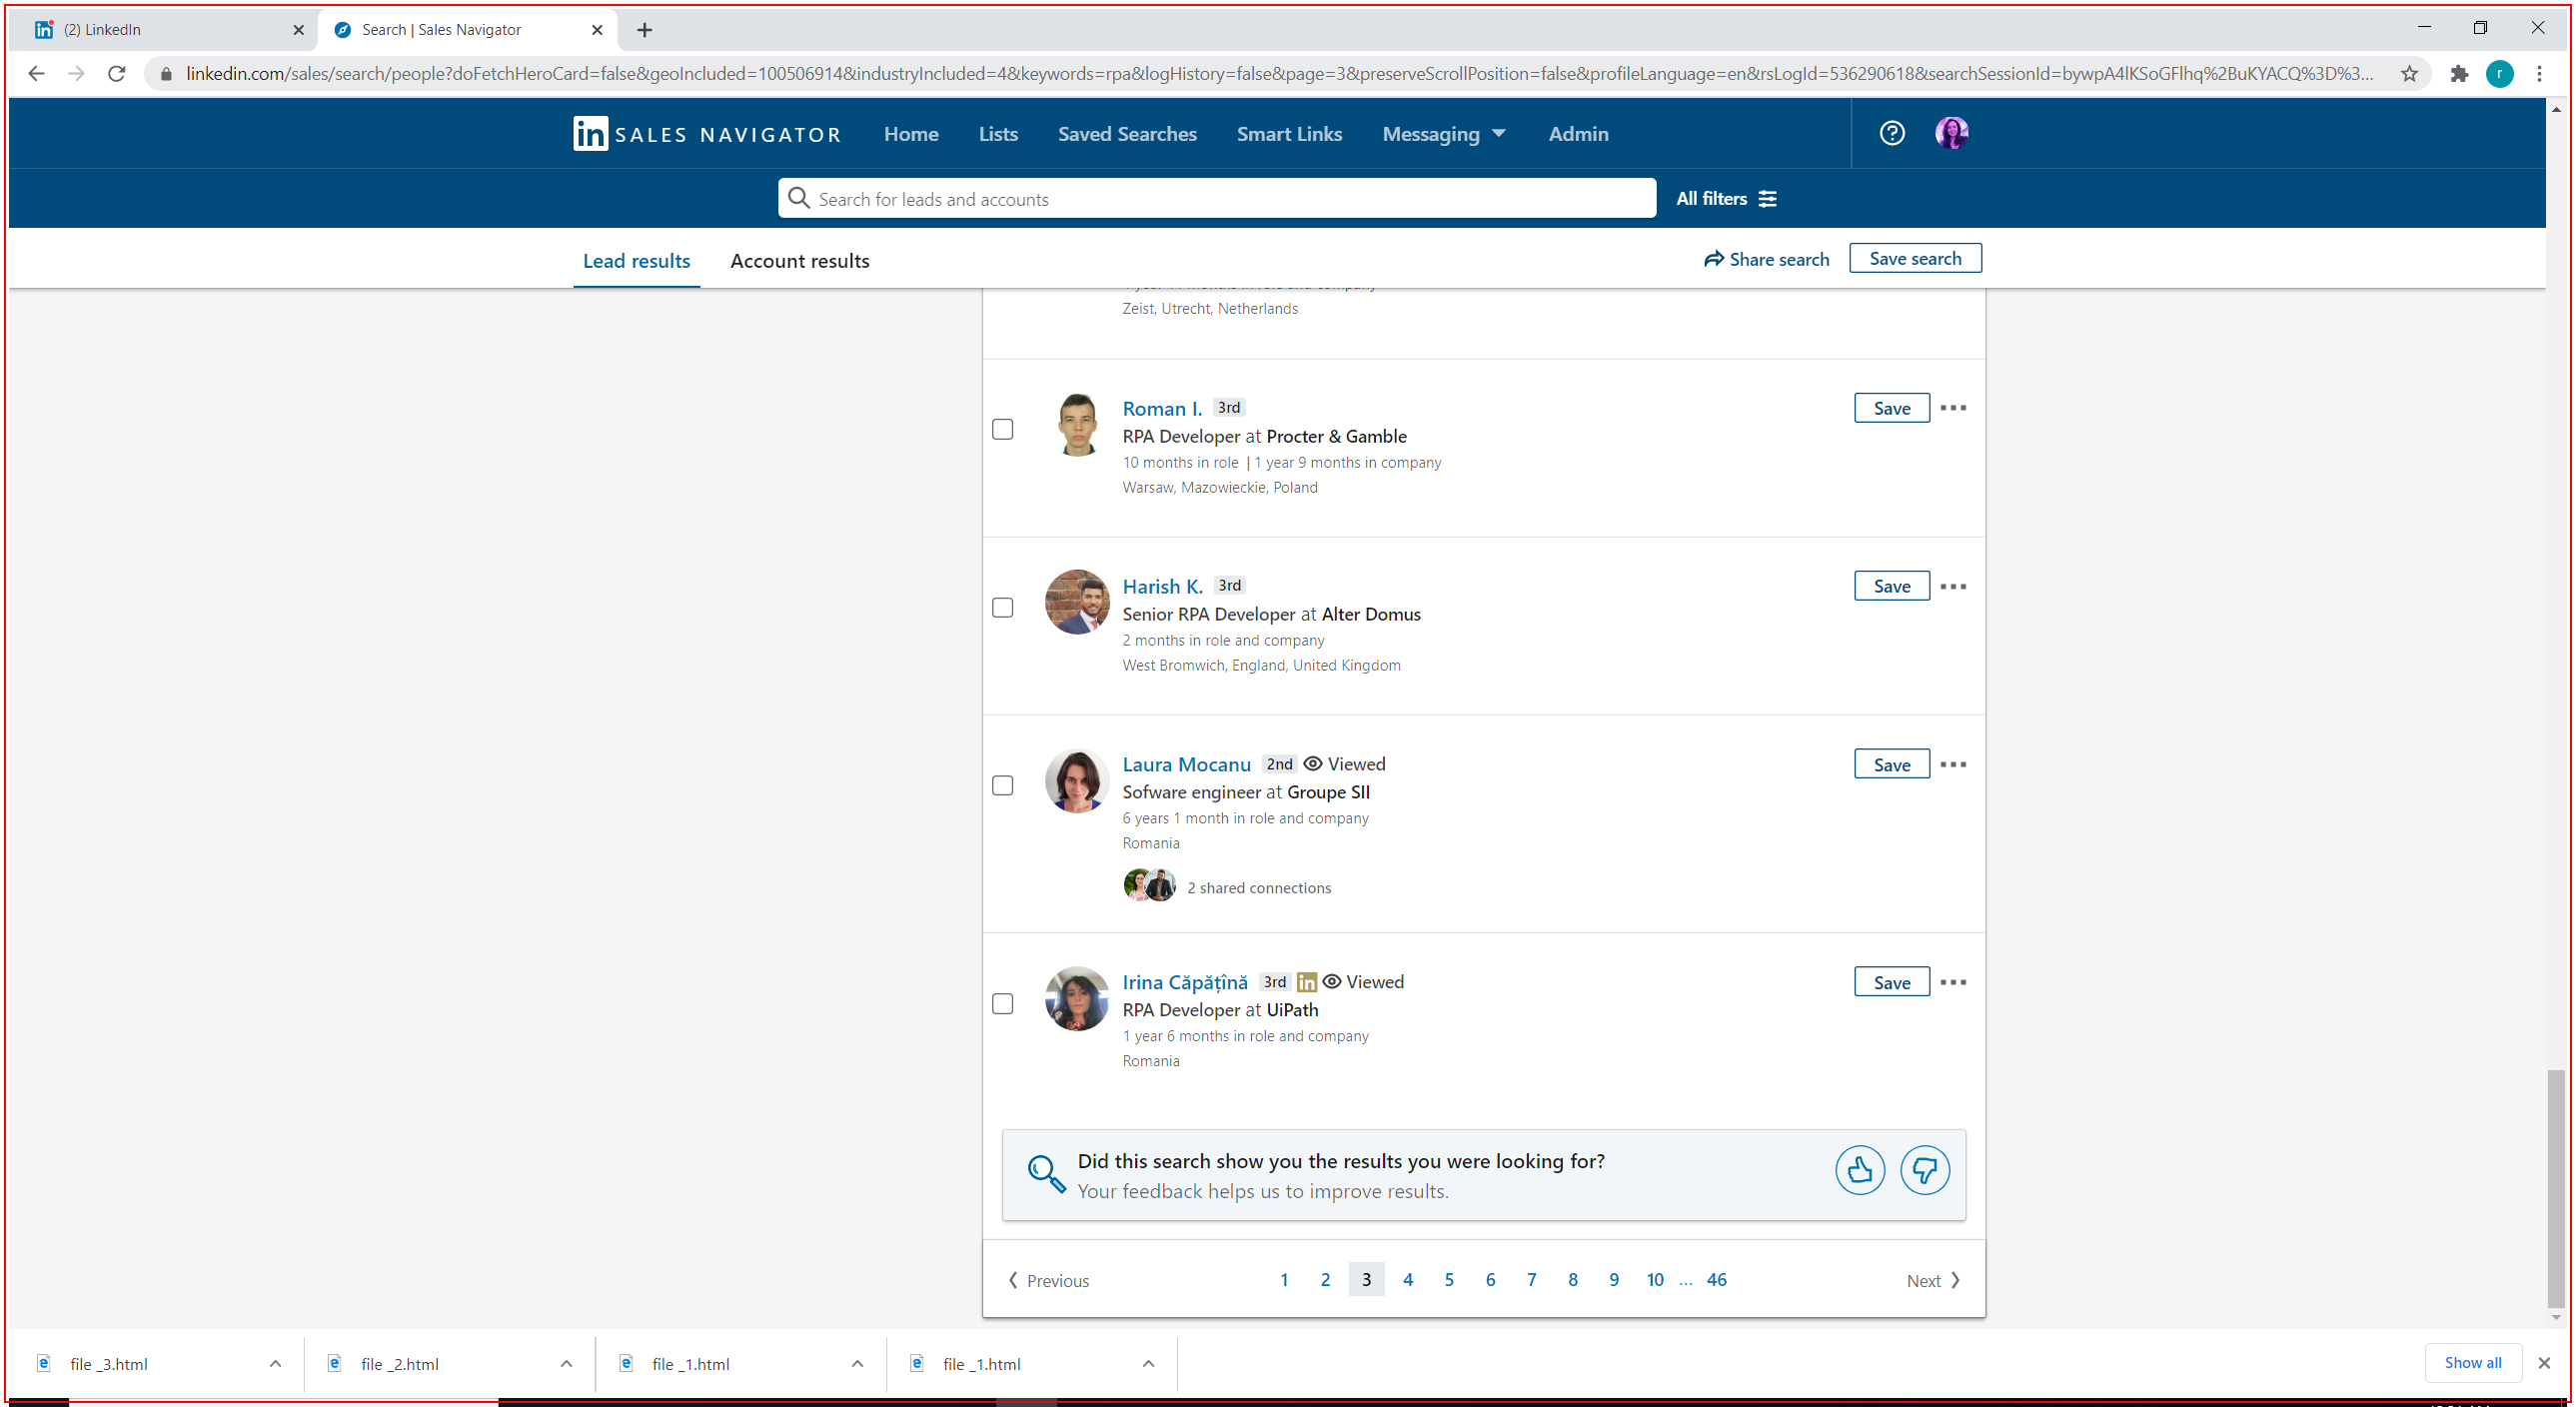 (2) LinkedIn
Search | Sales Navigator
linkedin.com/sales/search/people?doFetchHeroCard=false&geoIncluded=100506914&industryIncluded=4&keywords=rpa&logHistory=false&page=3&preserveScrollPosition=false&profileLanguage=en&rsLogId=536290618&searchSessionId=bywpA4lKSoGFlhq%2BuKYACQ%3D%3...
r
in SALES NAVIGATOR
Home
Lists
Saved Searches
Smart Links
Messaging
Admin
Search for leads and accounts
All filters
Lead results
Account results
Share search
Save search
Zeist, Utrecht, Netherlands
Roman I. 3rd
Save
RPA Developer at Procter & Gamble
10 months in role | 1 year 9 months in company
Warsaw, Mazowieckie, Poland
Harish K. 3rd
Save
Senior RPA Developer at Alter Domus
2 months in role and company
West Bromwich, England, United Kingdom
Laura Mocanu 2nd Viewed
Save
Sofware engineer at Groupe SII
6 years 1 month in role and company
Romania
2 shared connections
Irina Căpățînă 3rd in Viewed
Save
RPA Developer at UiPath
1 year 6 months in role and company
Romania
Did this search show you the results you were looking for?
Your feedback helps us to improve results.
Previous
1 2 3 4 5 6 7 8 9 10 ... 46
Next
file _3.html
file _2.html
file _1.html
file _1.html
Show all